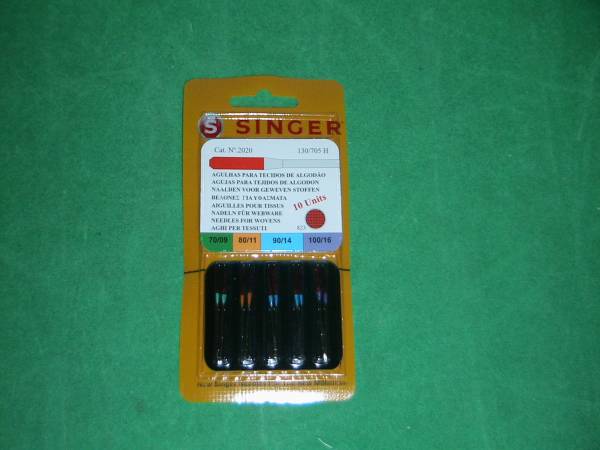 S SINGER
Cat. Nº.2020 130/705 H
AGULHAS PARA TECIDOS DE ALGODÃO
AGUJAS PARA TEJIDOS DE ALGODON
NAALDEN VOOR GEWEVEN STOFFEN
AIGUILLES POUR TISSUS
NADELN FÜR WEBWARE
NEEDLES FOR WOVENS
AGHI PER TESSUTI
10 Units
823
70/09 80/11 90/14 100/16